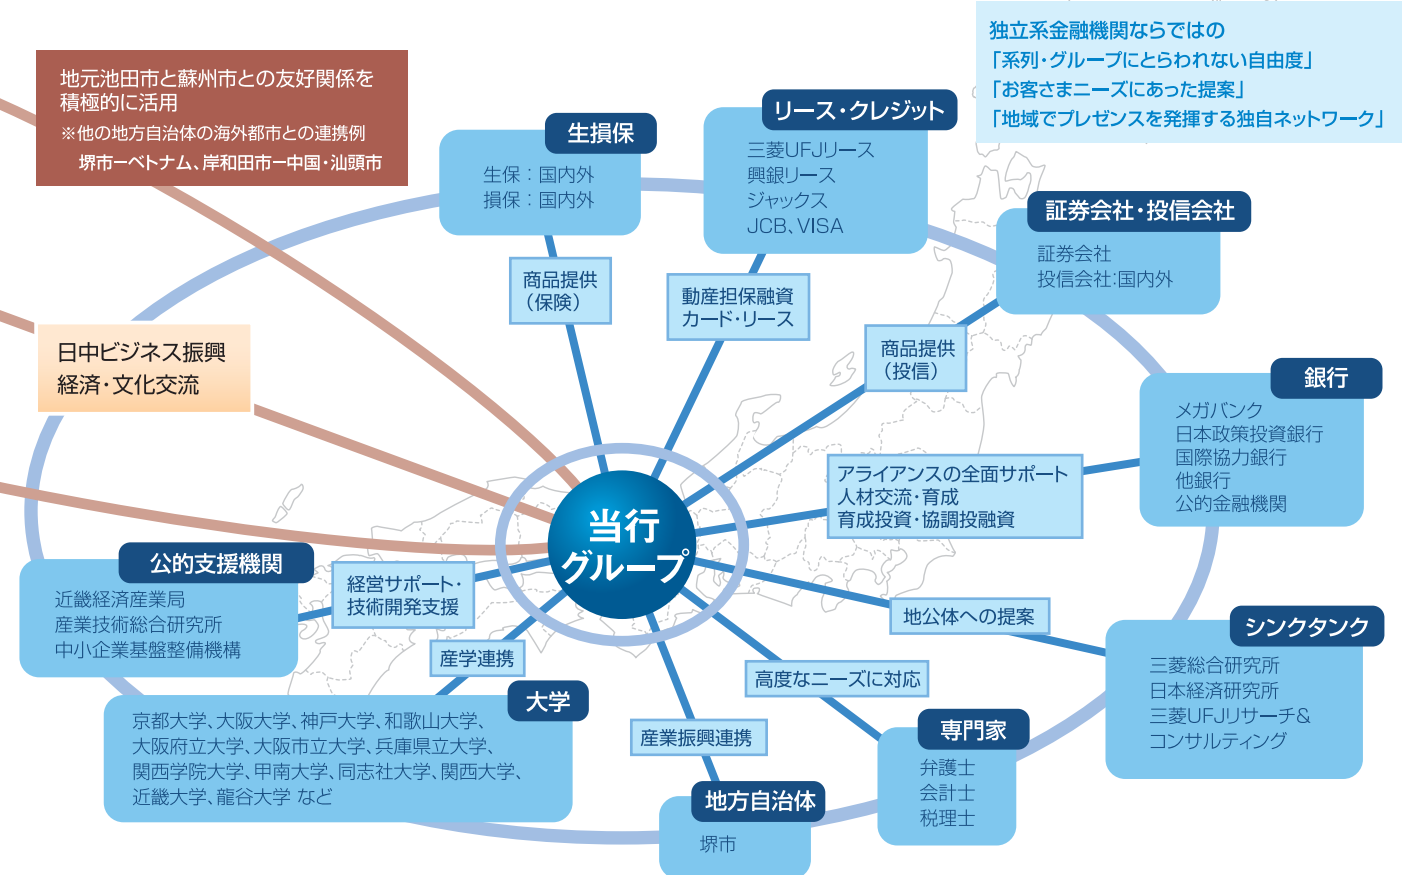 独立系金融機関ならではの
「系列・グループにとらわれない自由度」
「お客さまニーズにあった提案」
「地域でプレゼンスを発揮する独自ネットワーク」
地元池田市と蘇州市との友好関係を
積極的に活用
※他の地方自治体の海外都市との連携例
堺市ーベトナム、岸和田市ー中国・汕頭市
日中ビジネス振興
経済・文化交流
生損保
生保：国内外
損保：国内外
商品提供
（保険）
リース・クレジット
三菱UFJリース
興銀リース
ジャックス
JCB、VISA
動産担保融資
カード・リース
証券会社・投信会社
証券会社
投信会社：国内外
商品提供
（投信）
銀行
メガバンク
日本政策投資銀行
国際協力銀行
他銀行
公的金融機関
アライアンスの全面サポート
人材交流・育成
育成投資・協調投融資
当行
グループ
公的支援機関
近畿経済産業局
産業技術総合研究所
中小企業基盤整備機構
経営サポート・
技術開発支援
産学連携
大学
京都大学、大阪大学、神戸大学、和歌山大学、
大阪府立大学、大阪市立大学、兵庫県立大学、
関西学院大学、甲南大学、同志社大学、関西大学、
近畿大学、龍谷大学 など
産業振興連携
地方自治体
堺市
高度なニーズに対応
専門家
弁護士
会計士
税理士
地公体への提案
シンクタンク
三菱総合研究所
日本経済研究所
三菱UFJリサーチ&
コンサルティング